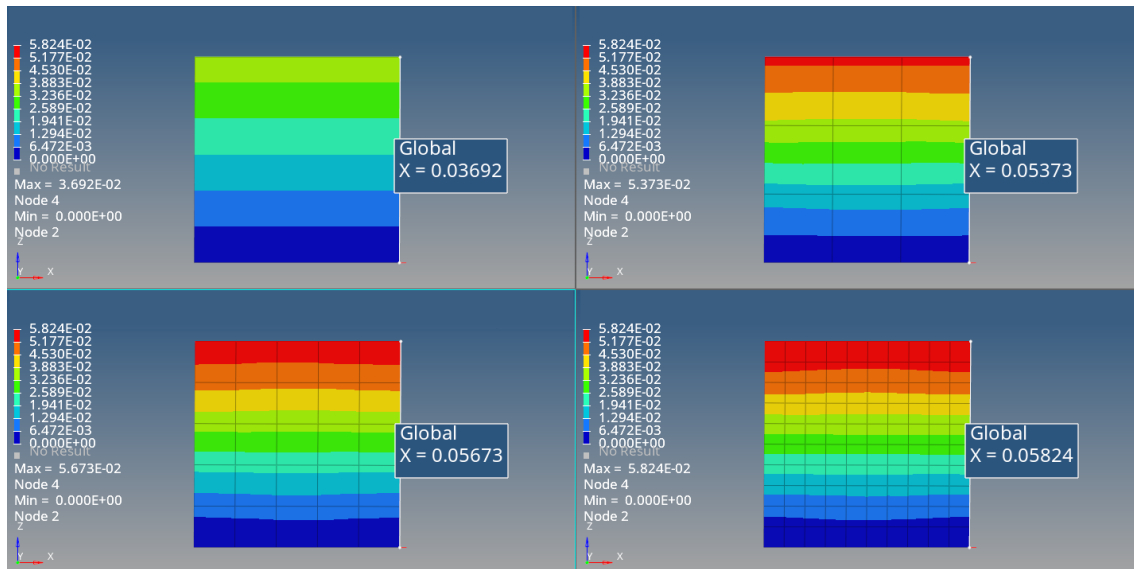 5.824E-02
5.177E-02
4.530E-02
3.883E-02
3.236E-02
2.589E-02
1.941E-02
1.294E-02
6.472E-03
0.000E+00
No Result
Max = 3.692E-02
Node 4
Min = 0.000E+00
Node 2
Z
Y X
Global
X = 0.03692
5.824E-02
5.177E-02
4.530E-02
3.883E-02
3.236E-02
2.589E-02
1.941E-02
1.294E-02
6.472E-03
0.000E+00
No Result
Max = 5.373E-02
Node 4
Min = 0.000E+00
Node 2
Z
Y X
Global
X = 0.05373
5.824E-02
5.177E-02
4.530E-02
3.883E-02
3.236E-02
2.589E-02
1.941E-02
1.294E-02
6.472E-03
0.000E+00
No Result
Max = 5.673E-02
Node 4
Min = 0.000E+00
Node 2
Z
Y X
Global
X = 0.05673
5.824E-02
5.177E-02
4.530E-02
3.883E-02
3.236E-02
2.589E-02
1.941E-02
1.294E-02
6.472E-03
0.000E+00
No Result
Max = 5.824E-02
Node 4
Min = 0.000E+00
Node 2
Z
Y X
Global
X = 0.05824